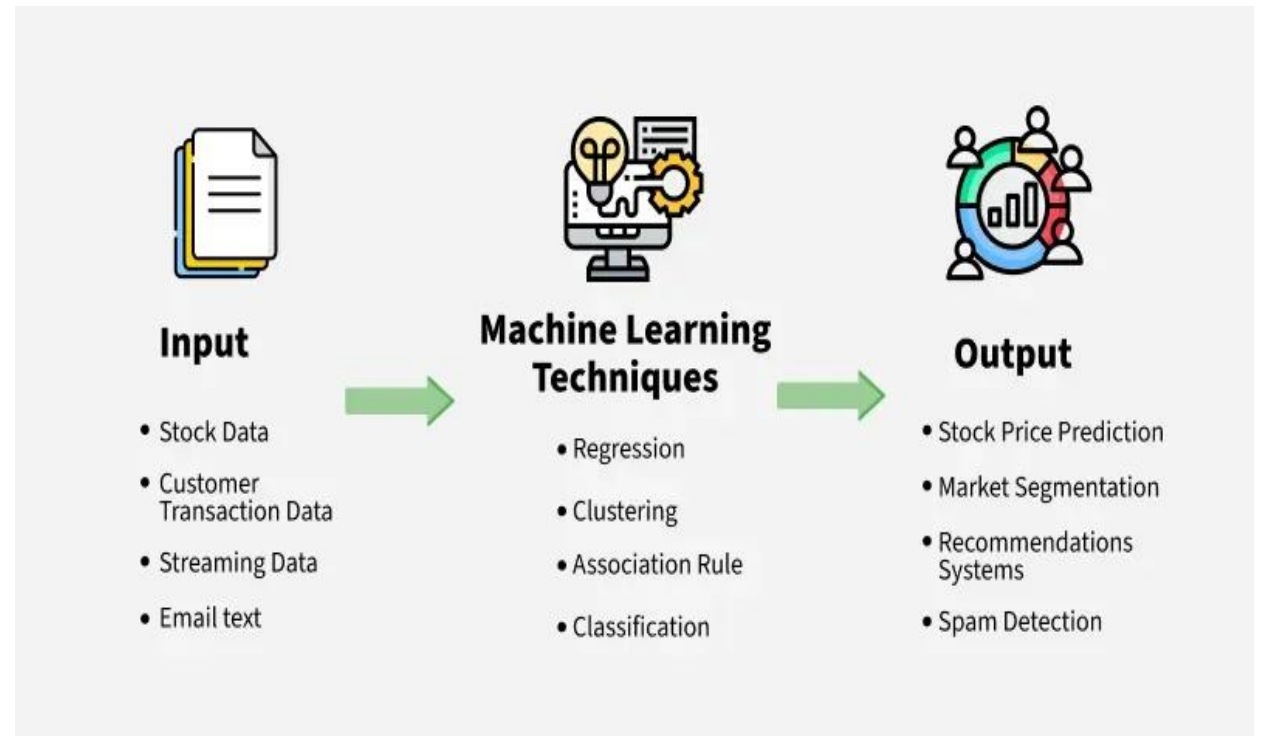 Input
• Stock Data
• Customer
Transaction Data
• Streaming Data
• Email text
Machine Learning
Techniques
• Regression
• Clustering
• Association Rule
• Classification
Output
• Stock Price Prediction
• Market Segmentation
• Recommendations
Systems
• Spam Detection